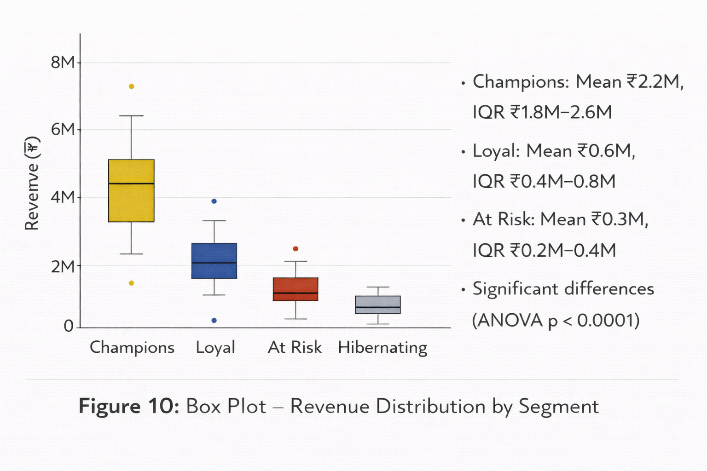 8M
6M
4M
2M
0
Revemve (₹)
Champions
Loyal
At Risk
Hibernating
• Champions: Mean ₹2.2M,
IQR ₹1.8M–2.6M
• Loyal: Mean ₹0.6M,
IQR ₹0.4M–0.8M
• At Risk: Mean ₹0.3M,
IQR ₹0.2M–0.4M
• Significant differences
(ANOVA p < 0.0001)
Figure 10: Box Plot – Revenue Distribution by Segment